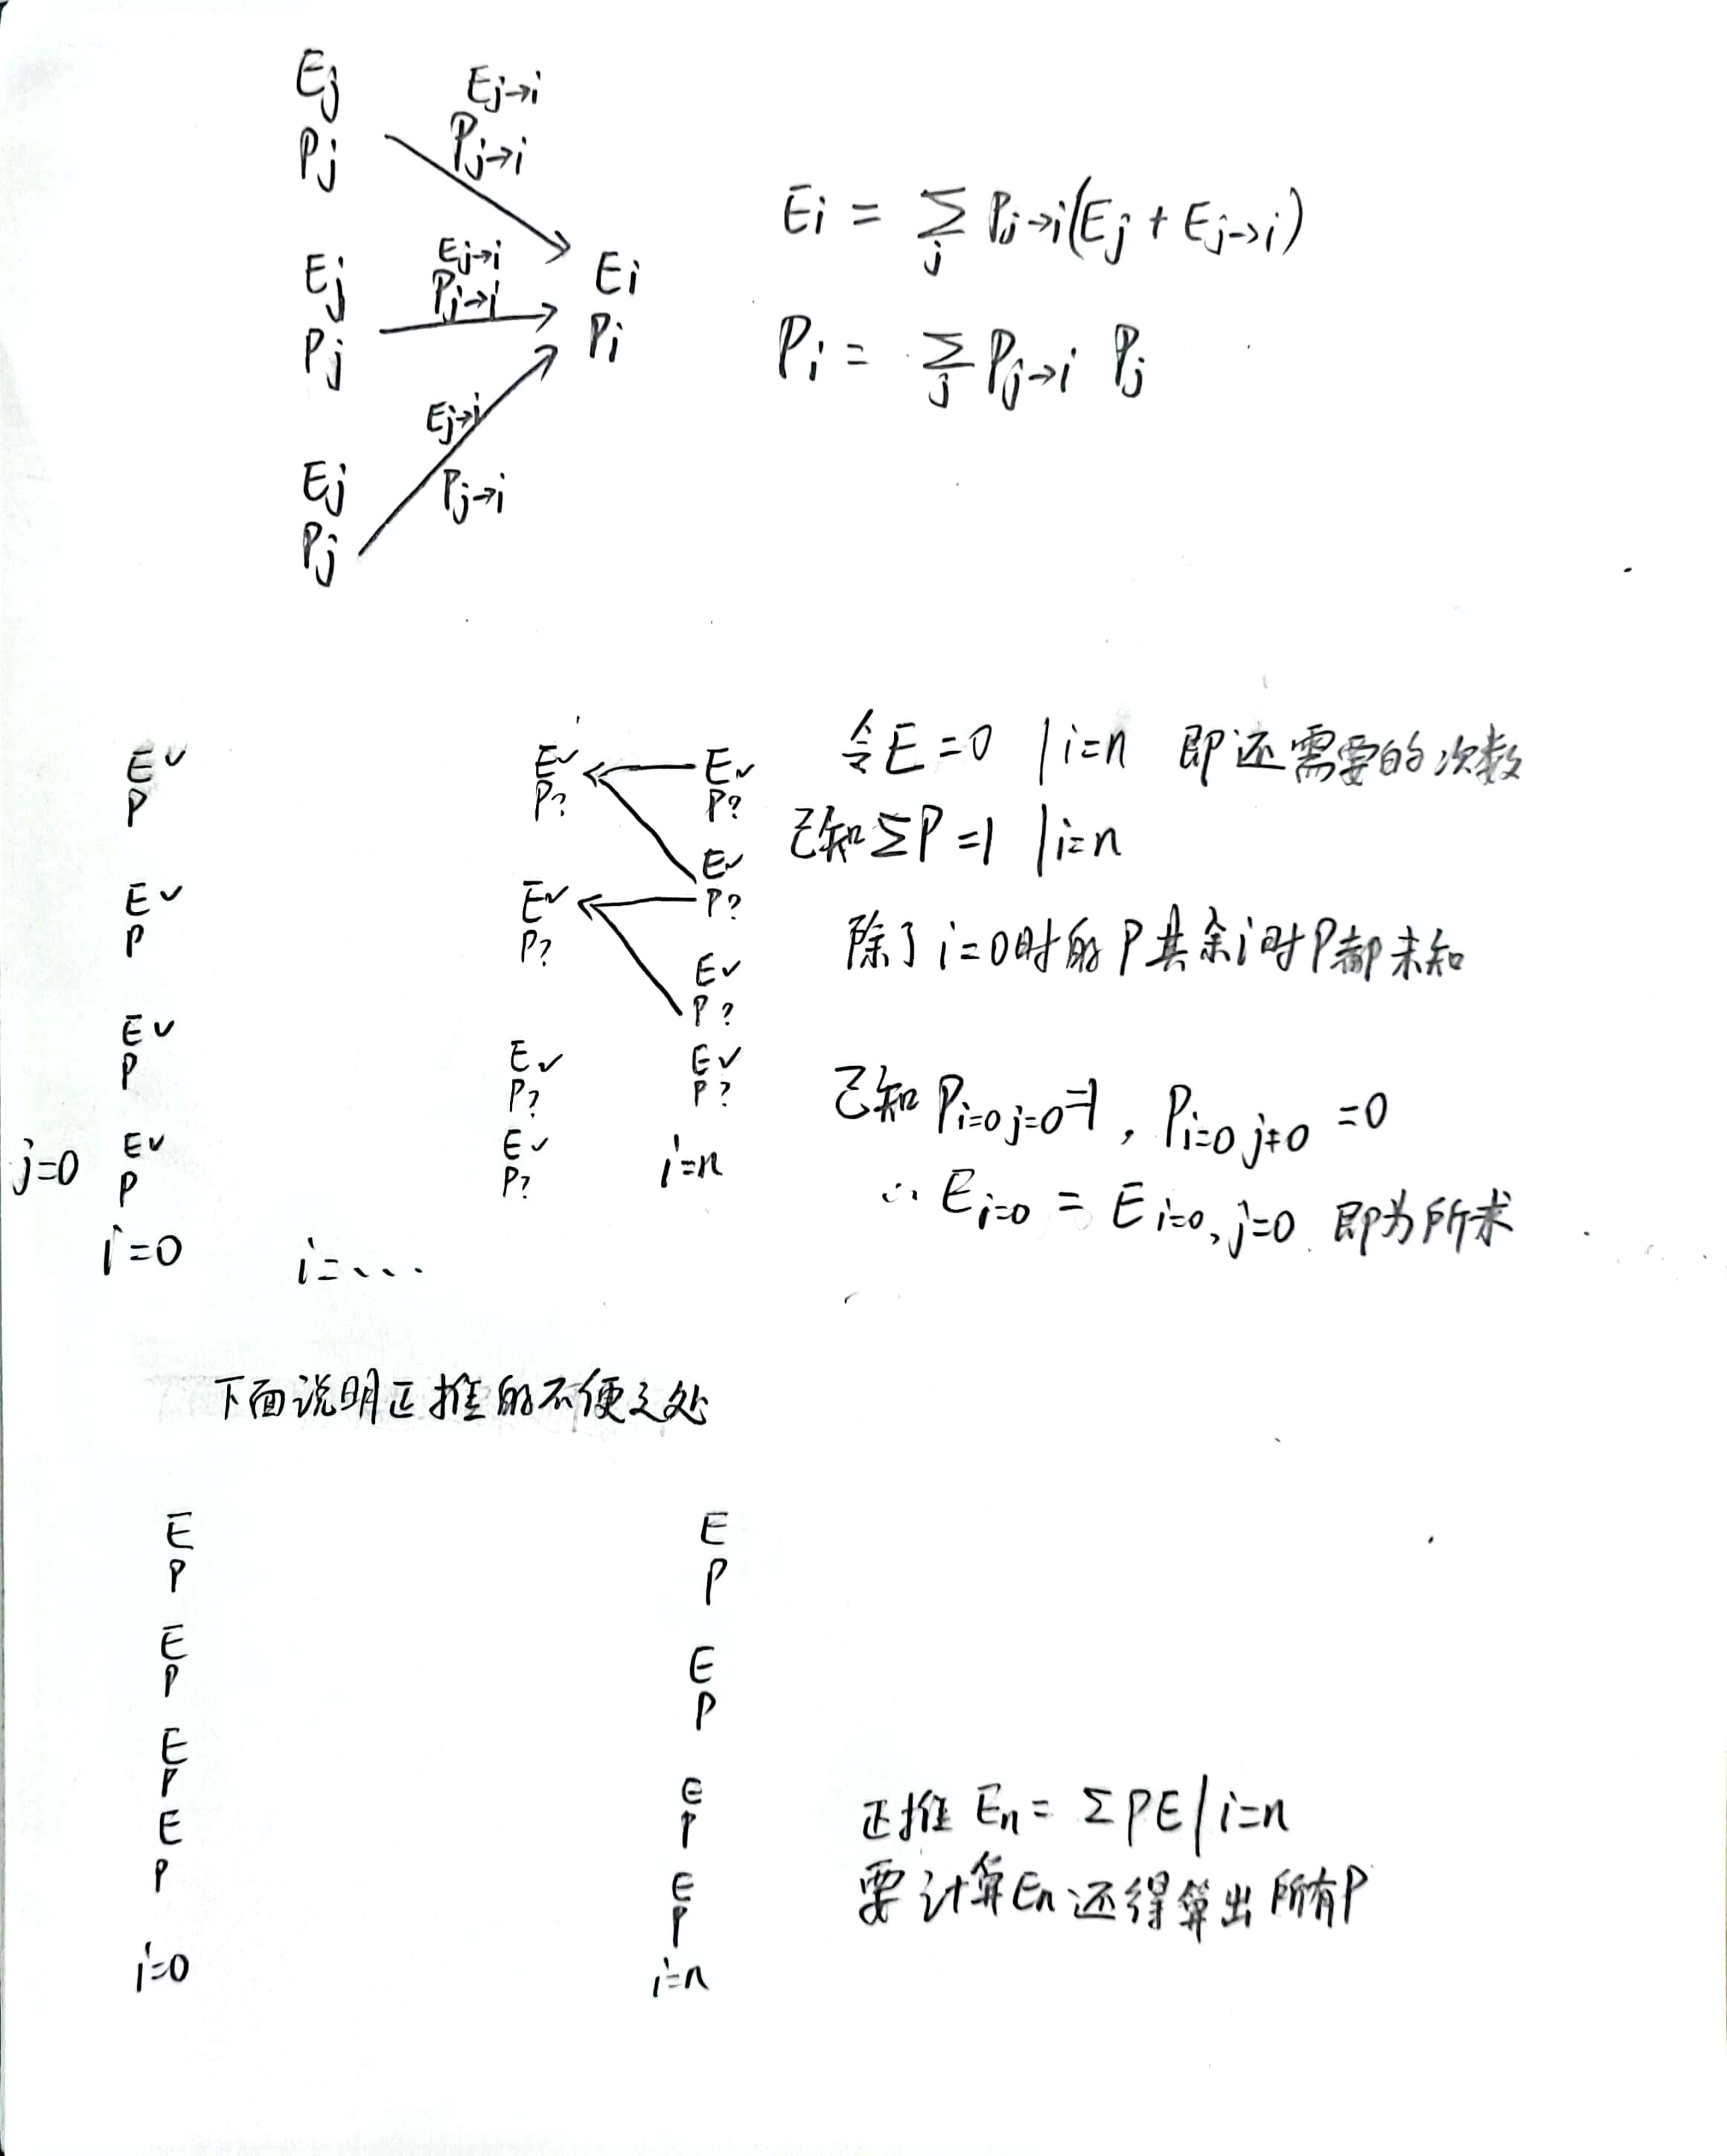 Ej
Pj
Ej→i
Pj→i
Ej
Pj
Ej→i
Pj→i
Ei
Pi
Ej
Pj
Ej→i
Pj→i
Ei = Σj Pj→i(Ej + Ej→i)
Pi = Σj Pj→i Pj
E✓
P
E✓
P
E✓
P
j=0 E✓
P
i=0
i=....
E✓
P?
E✓
P?
E✓
P?
E✓
P?
E✓
P?
E✓
P?
E✓
P?
E✓
P?
i=n
令E=0 |i=n 即还需要的次数
已知ΣP=1 |i=n
除了i=0时的P其余i时P都未知
已知Pi=0 j=0=1, Pi=0 j≠0 =0
∴ Ei=0 = Ei=0,j=0 即为所求
下面说明正推的不便之处
E
P
E
P
E
P
E
P
i=0
E
P
E
P
E
P
E
P
i=n
正推 En= ΣPE|i=n
要计算En还得算出所有P